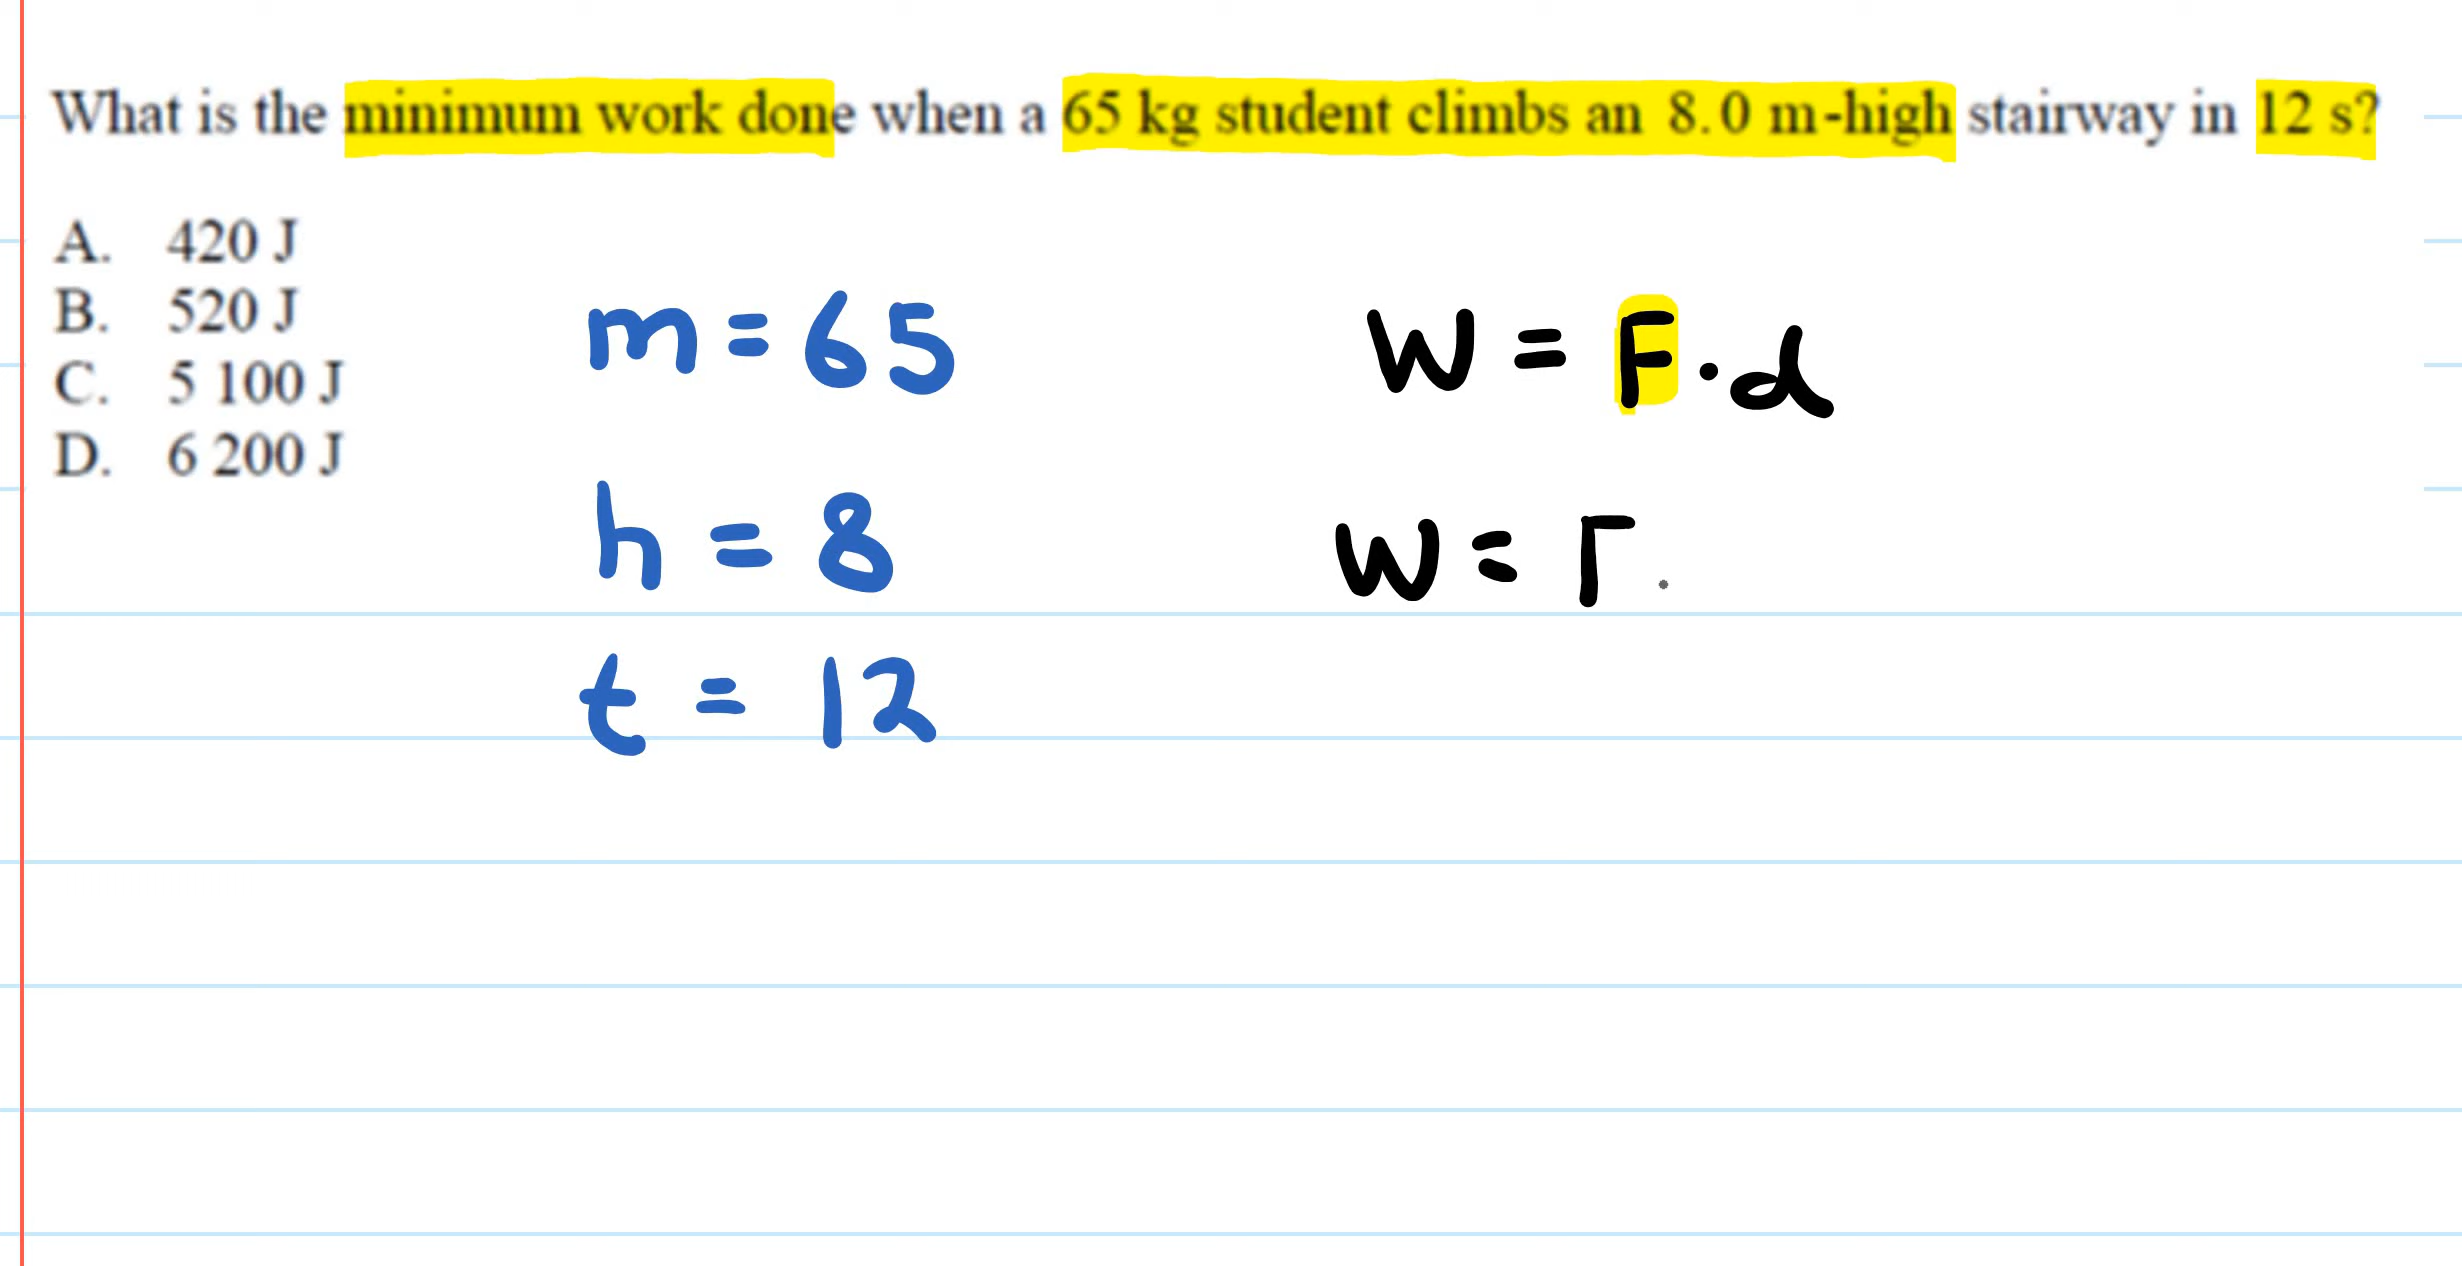 What is the minimum work done when a 65 kg student climbs an 8.0 m-high stairway in 12 s?
A. 420 J
B. 520 J
C. 5 100 J
D. 6 200 J
m = 65
h = 8
t = 12
W = F · d
W = Γ